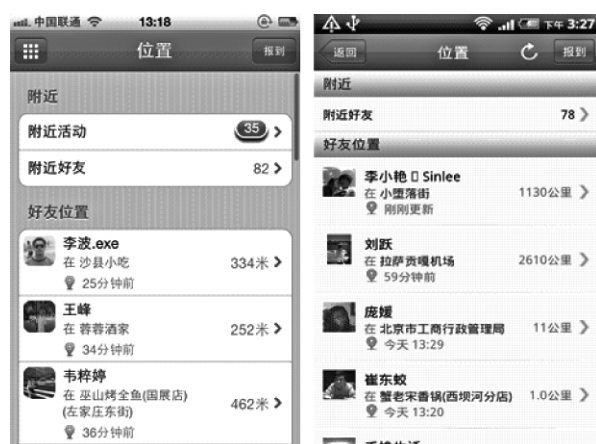 中国联通
13:18
位置
报到
附近
附近活动
35
附近好友
82
好友位置
李波.exe
在 沙县小吃
334米
25分钟前
王峰
在 蓉蓉酒家
252米
34分钟前
韦粹婷
在 巫山烤全鱼(国展店)
(左家庄东街)
462米
36分钟前
下午 3:27
返回
位置
报到
附近
附近好友
78
好友位置
李小艳 Sinlee
在 小堕落街
1130公里
刚刚更新
刘跃
在 拉萨贡嘎机场
2610公里
59分钟前
庞媛
在 北京市工商行政管理局
11公里
今天 13:29
崔东蛟
在 蟹老宋香锅(西坝河分店)
1.0公里
今天 13:20